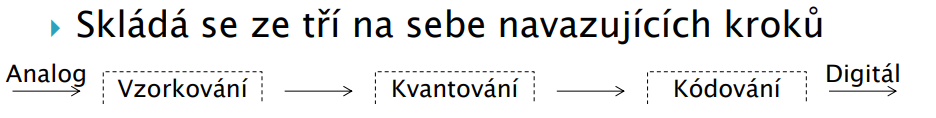 Skládá se ze tří na sebe navazujících kroků
Analog Vzorkování Kvantování Kódování Digitál